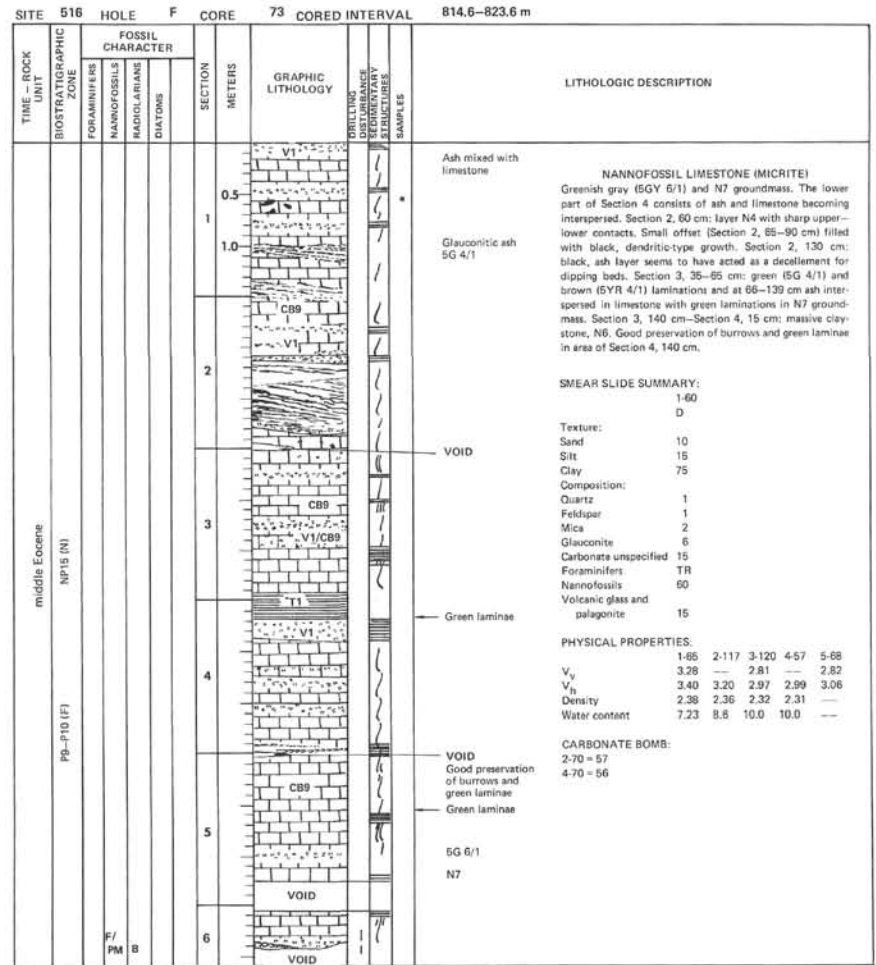 SITE 516 HOLE F CORE 73 CORED INTERVAL 814.6–823.6 m
TIME – ROCK UNIT
BIOSTRATIGRAPHIC ZONE
FOSSIL CHARACTER
FORAMINIFERS
NANNOFOSSILS
RADIOLARIANS
DIATOMS
SECTION
METERS
GRAPHIC LITHOLOGY
DRILLING DISTURBANCE
SEDIMENTARY STRUCTURES
SAMPLES
LITHOLOGIC DESCRIPTION
middle Eocene
NP15 (N)
P9–P10 (F)
F/
PM B
1
0.5
1.0
2
3
4
5
6
V1
CB9
V1
CB9
V1/CB9
T1
V1
CB9
VOID
VOID
*
Ash mixed with
limestone
Glauconitic ash
5G 4/1
VOID
Green laminae
VOID
Good preservation
of burrows and
green laminae
Green laminae
5G 6/1
N7
NANNOFOSSIL LIMESTONE (MICRITE)
Greenish gray (5GY 6/1) and N7 groundmass. The lower
part of Section 4 consists of ash and limestone becoming
interspersed. Section 2, 60 cm: layer N4 with sharp upper–
lower contacts. Small offset (Section 2, 85–90 cm) filled
with black, dendritic-type growth. Section 2, 130 cm:
black, ash layer seems to have acted as a decellement for
dipping beds. Section 3, 35–65 cm: green (5G 4/1) and
brown (5YR 4/1) laminations and at 66–139 cm ash inter-
spersed in limestone with green laminations in N7 ground-
mass. Section 3, 140 cm–Section 4, 15 cm: massive clay-
stone, N6. Good preservation of burrows and green laminae
in area of Section 4, 140 cm.
SMEAR SLIDE SUMMARY:
1-60
D
Texture:
Sand 10
Silt 15
Clay 75
Composition:
Quartz 1
Feldspar 1
Mica 2
Glauconite 6
Carbonate unspecified 15
Foraminifers TR
Nannofossils 60
Volcanic glass and
palagonite 15
PHYSICAL PROPERTIES:
1-65 2-117 3-120 4-57 5-68
Vv 3.28 –– 2.81 –– 2.82
Vh 3.40 3.20 2.97 2.99 3.06
Density 2.38 2.36 2.32 2.31 ––
Water content 7.23 8.6 10.0 10.0 ––
CARBONATE BOMB:
2-70 = 57
4-70 = 56